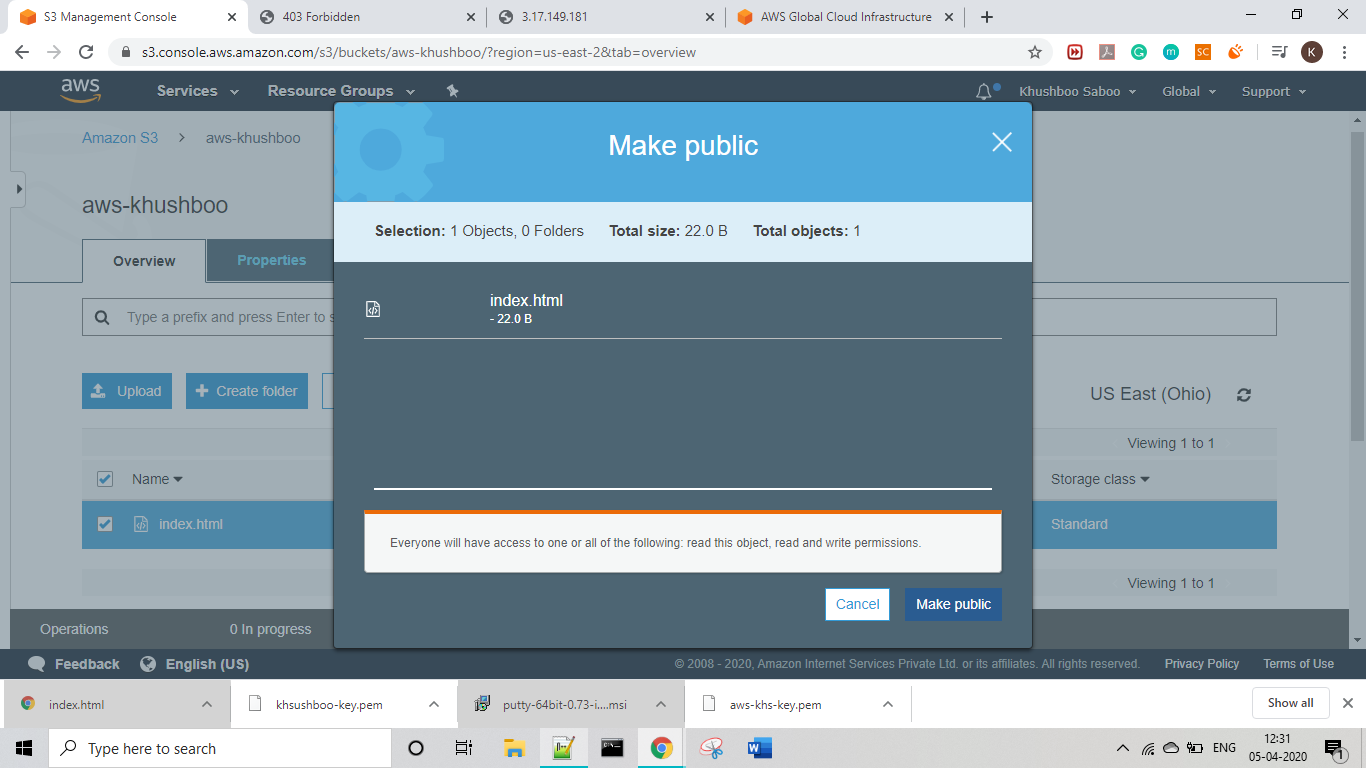 S3 Management Console
403 Forbidden
3.17.149.181
AWS Global Cloud Infrastructure
s3.console.aws.amazon.com/s3/buckets/aws-khushboo/?region=us-east-2&tab=overview
K
aws
Services
Resource Groups
Khushboo Saboo
Global
Support
Amazon S3
aws-khushboo
Make public
aws-khushboo
Selection: 1 Objects, 0 Folders
Total size: 22.0 B
Total objects: 1
Overview
Properties
index.html
- 22.0 B
Type a prefix and press Enter to s
Upload
Create folder
US East (Ohio)
Viewing 1 to 1
Name
Storage class
index.html
Standard
Everyone will have access to one or all of the following: read this object, read and write permissions.
Viewing 1 to 1
Cancel
Make public
Operations
0 In progress
Feedback
English (US)
© 2008 - 2020, Amazon Internet Services Private Ltd. or its affiliates. All rights reserved.
Privacy Policy
Terms of Use
index.html
khsushboo-key.pem
putty-64bit-0.73-i....msi
aws-khs-key.pem
Show all
Type here to search
ENG
12:31
05-04-2020
1